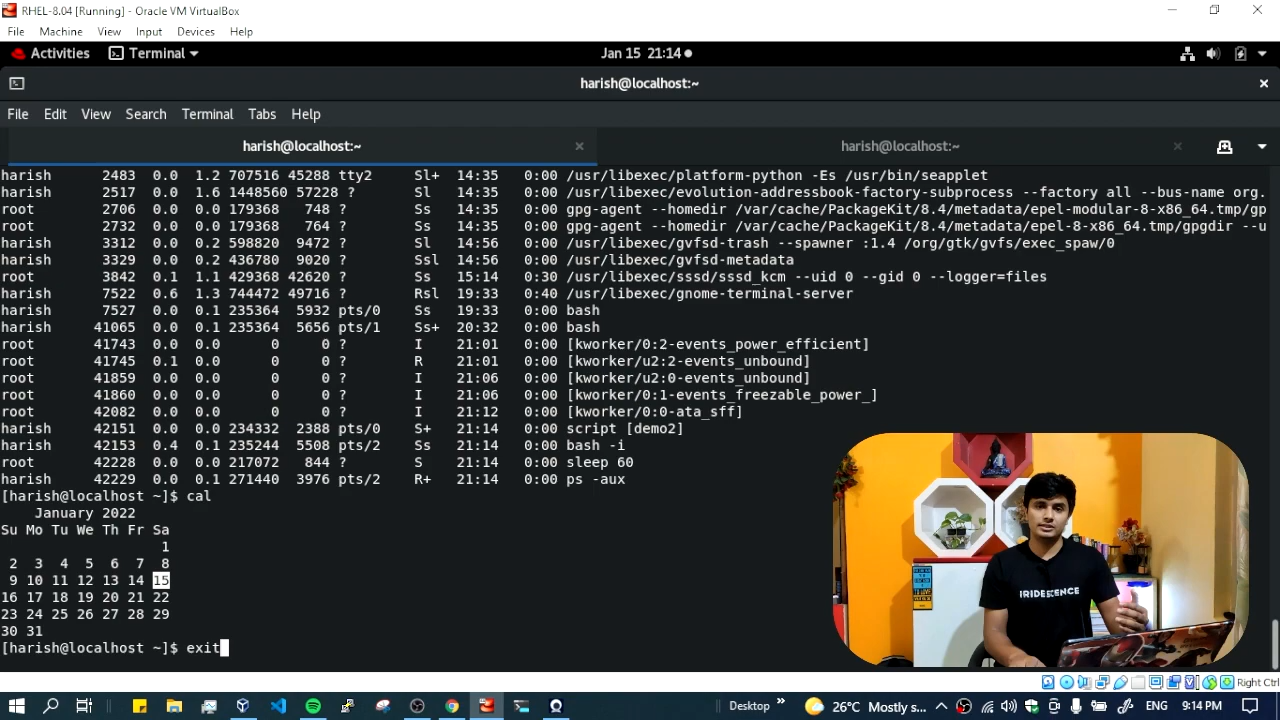 RHEL-8.04 [Running] - Oracle VM VirtualBox
File Machine View Input Devices Help
Activities Terminal Jan 15 21:14
harish@localhost:~
File Edit View Search Terminal Tabs Help
harish@localhost:~ harish@localhost:~
harish 2483 0.0 1.2 707516 45288 tty2 Sl+ 14:35 0:00 /usr/libexec/platform-python -Es /usr/bin/seapplet
harish 2517 0.0 1.6 1448560 57228 ? Sl 14:35 0:00 /usr/libexec/evolution-addressbook-factory-subprocess --factory all --bus-name org.
root 2706 0.0 0.0 179368 748 ? Ss 14:35 0:00 gpg-agent --homedir /var/cache/PackageKit/8.4/metadata/epel-modular-8-x86_64.tmp/gp
root 2732 0.0 0.0 179368 764 ? Ss 14:35 0:00 gpg-agent --homedir /var/cache/PackageKit/8.4/metadata/epel-8-x86_64.tmp/gpgdir --u
harish 3312 0.0 0.2 598820 9472 ? Sl 14:56 0:00 /usr/libexec/gvfsd-trash --spawner :1.4 /org/gtk/gvfs/exec_spaw/0
harish 3329 0.0 0.2 436780 9020 ? Ssl 14:56 0:00 /usr/libexec/gvfsd-metadata
root 3842 0.1 1.1 429368 42620 ? Ss 15:14 0:30 /usr/libexec/sssd/sssd_kcm --uid 0 --gid 0 --logger=files
harish 7522 0.6 1.3 744472 49716 ? Rsl 19:33 0:40 /usr/libexec/gnome-terminal-server
harish 7527 0.0 0.1 235364 5932 pts/0 Ss 19:33 0:00 bash
harish 41065 0.0 0.1 235364 5656 pts/1 Ss+ 20:32 0:00 bash
root 41743 0.0 0.0 0 0 ? I 21:01 0:00 [kworker/0:2-events_power_efficient]
root 41745 0.1 0.0 0 0 ? R 21:01 0:00 [kworker/u2:2-events_unbound]
root 41859 0.0 0.0 0 0 ? I 21:06 0:00 [kworker/u2:0-events_unbound]
root 41860 0.0 0.0 0 0 ? I 21:06 0:00 [kworker/0:1-events_freezable_power_]
root 42082 0.0 0.0 0 0 ? I 21:12 0:00 [kworker/0:0-ata_sff]
harish 42151 0.0 0.0 234332 2388 pts/0 S+ 21:14 0:00 script [demo2]
harish 42153 0.4 0.1 235244 5508 pts/2 Ss 21:14 0:00 bash -i
root 42228 0.0 0.0 217072 844 ? S 21:14 0:00 sleep 60
harish 42229 0.0 0.1 271440 3976 pts/2 R+ 21:14 0:00 ps -aux
[harish@localhost ~]$ cal
January 2022
Su Mo Tu We Th Fr Sa
1
2 3 4 5 6 7 8
9 10 11 12 13 14 15
16 17 18 19 20 21 22
23 24 25 26 27 28 29
30 31
[harish@localhost ~]$ exit
IRIDESCENCE
Right Ctrl
Desktop 26°C Mostly s... ENG 9:14 PM